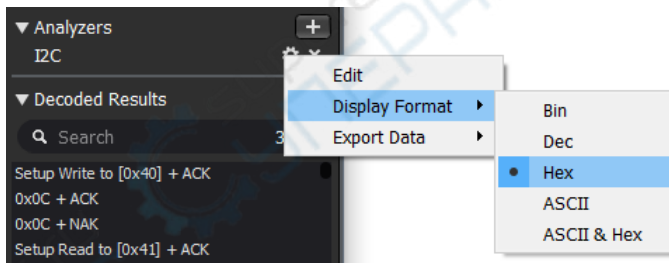 ▼ Analyzers +
I2C
▼ Decoded Results
Search 3
Setup Write to [0x40] + ACK
0x0C + ACK
0x0C + NAK
Setup Read to [0x41] + ACK
Edit
Display Format
Export Data
Bin
Dec
Hex
ASCII
ASCII & Hex